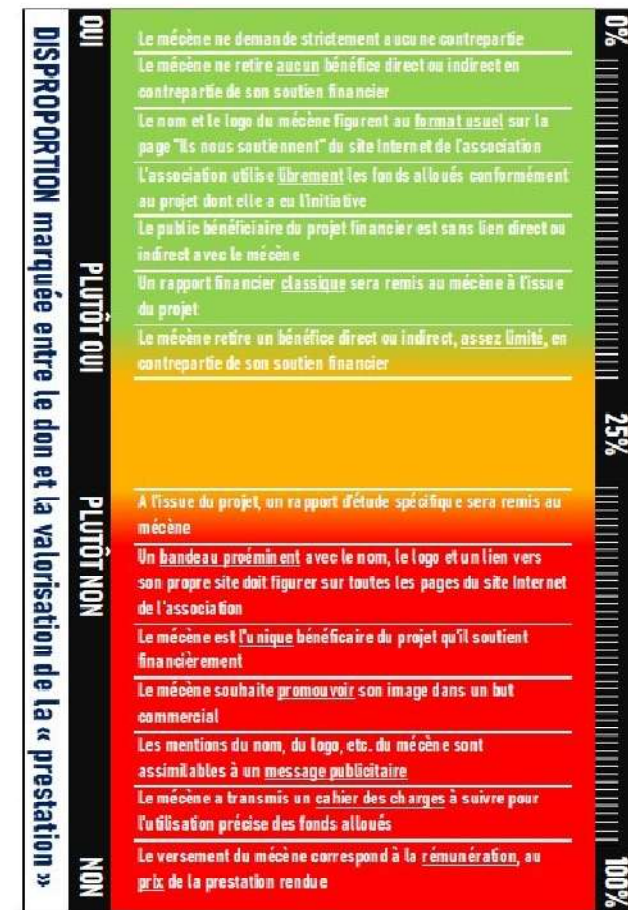 DISPROPORTION marquée entre le don et la valorisation de la « prestation »
OUI
PLUTÔT OUI
PLUTÔT NON
NON
Le mécène ne demande strictement aucune contrepartie
Le mécène ne retire aucun bénéfice direct ou indirect en
contrepartie de son soutien financier
Le nom et le logo du mécène figurent au format usuel sur la
page "Ils nous soutiennent" du site Internet de l'association
L'association utilise librement les fonds alloués conformément
au projet dont elle a eu l'initiative
Le public bénéficiaire du projet financier est sans lien direct ou
indirect avec le mécène
Un rapport financier classique sera remis au mécène à l'issue
du projet
Le mécène retire un bénéfice direct ou indirect, assez limité, en
contrepartie de son soutien financier
A l'issue du projet, un rapport d'étude spécifique sera remis au
mécène
Un bandeau proéminent avec le nom, le logo et un lien vers
son propre site doit figurer sur toutes les pages du site Internet
de l'association
Le mécène est l'unique bénéficaire du projet qu'il soutient
financièrement
Le mécène souhaite promouvoir son image dans un but
commercial
Les mentions du nom, du logo, etc. du mécène sont
assimilables à un message publicitaire
Le mécène a transmis un cahier des charges à suivre pour
l'utilisation précise des fonds alloués
Le versement du mécène correspond à la rémunération, au
prix de la prestation rendue
0%
25%
100%